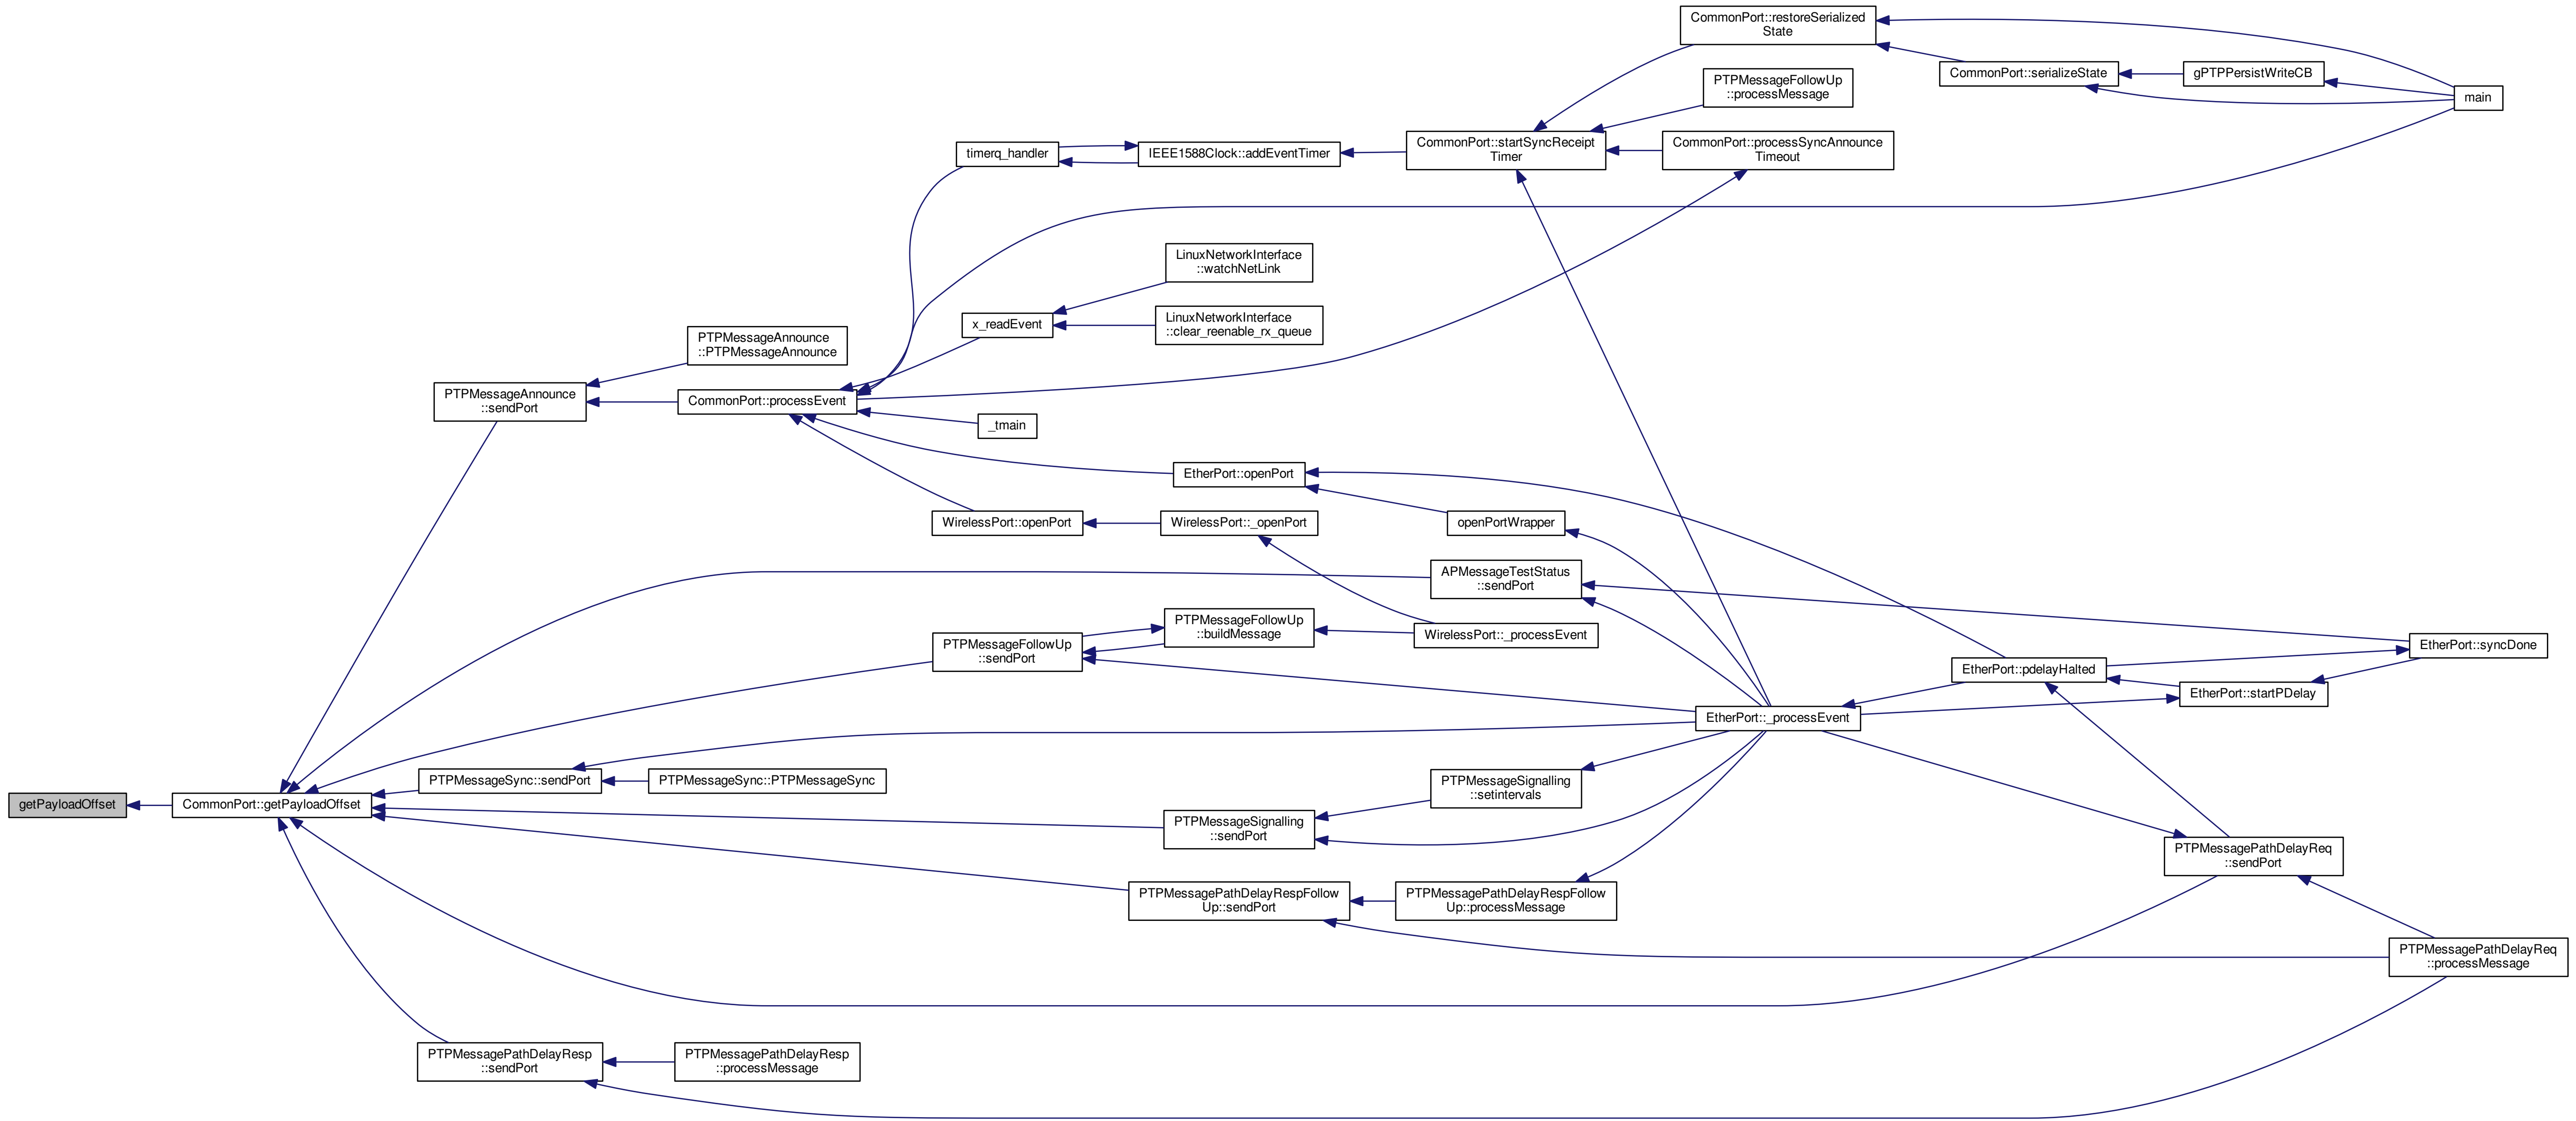 CommonPort::restoreSerialized
State
CommonPort::serializeState
gPTPPersistWriteCB
main
PTPMessageFollowUp
::processMessage
timerq_handler
IEEE1588Clock::addEventTimer
CommonPort::startSyncReceipt
Timer
CommonPort::processSyncAnnounce
Timeout
LinuxNetworkInterface
::watchNetLink
x_readEvent
LinuxNetworkInterface
::clear_reenable_rx_queue
PTPMessageAnnounce
::PTPMessageAnnounce
PTPMessageAnnounce
::sendPort
CommonPort::processEvent
_tmain
EtherPort::openPort
WirelessPort::openPort
WirelessPort::_openPort
openPortWrapper
APMessageTestStatus
::sendPort
PTPMessageFollowUp
::buildMessage
PTPMessageFollowUp
::sendPort
WirelessPort::_processEvent
EtherPort::syncDone
EtherPort::pdelayHalted
EtherPort::startPDelay
EtherPort::_processEvent
PTPMessageSync::sendPort
PTPMessageSync::PTPMessageSync
PTPMessageSignalling
::setintervals
getPayloadOffset
CommonPort::getPayloadOffset
PTPMessageSignalling
::sendPort
PTPMessagePathDelayReq
::sendPort
PTPMessagePathDelayRespFollow
Up::sendPort
PTPMessagePathDelayRespFollow
Up::processMessage
PTPMessagePathDelayReq
::processMessage
PTPMessagePathDelayResp
::sendPort
PTPMessagePathDelayResp
::processMessage